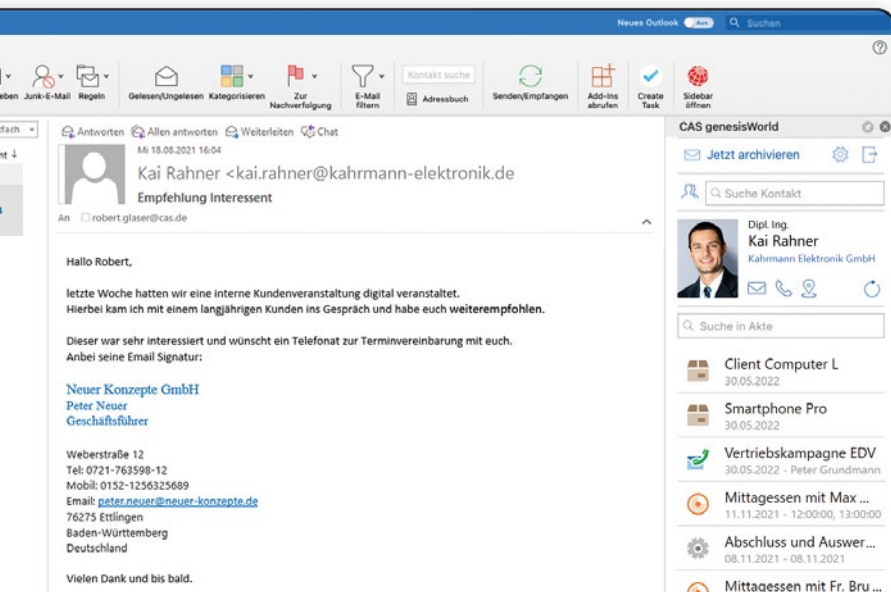 Neues Outlook Aus Suchen
Junk-E-Mail Regeln Gelesen/Ungelesen Kategorisieren Zur Nachverfolgung E-Mail filtern Kontakt suche Adressbuch Senden/Empfangen Add-Ins abrufen Create Task Sidebar öffnen
Antworten Allen antworten Weiterleiten Chat
Mi 18.08.2021 16:04
Kai Rahner <kai.rahner@kahrmann-elektronik.de
Empfehlung Interessent
An robert.glaser@cas.de
Hallo Robert,
letzte Woche hatten wir eine interne Kundenveranstaltung digital veranstaltet.
Hierbei kam ich mit einem langjährigen Kunden ins Gespräch und habe euch weiterempfohlen.
Dieser war sehr interessiert und wünscht ein Telefonat zur Terminvereinbarung mit euch.
Anbei seine Email Signatur:
Neuer Konzepte GmbH
Peter Neuer
Geschäftsführer
Weberstraße 12
Tel: 0721-763598-12
Mobil: 0152-1256325689
Email: peter.neuer@neuer-konzepte.de
76275 Ettlingen
Baden-Württemberg
Deutschland
Vielen Dank und bis bald.
CAS genesisWorld
Jetzt archivieren
Suche Kontakt
Dipl. Ing.
Kai Rahner
Kahrmann Elektronik GmbH
Suche in Akte
Client Computer L
30.05.2022
Smartphone Pro
30.05.2022
Vertriebskampagne EDV
30.05.2022 - Peter Grundmann
Mittagessen mit Max ...
11.11.2021 - 12:00:00, 13:00:00
Abschluss und Auswer...
08.11.2021 - 08.11.2021
Mittagessen mit Fr. Bru ...